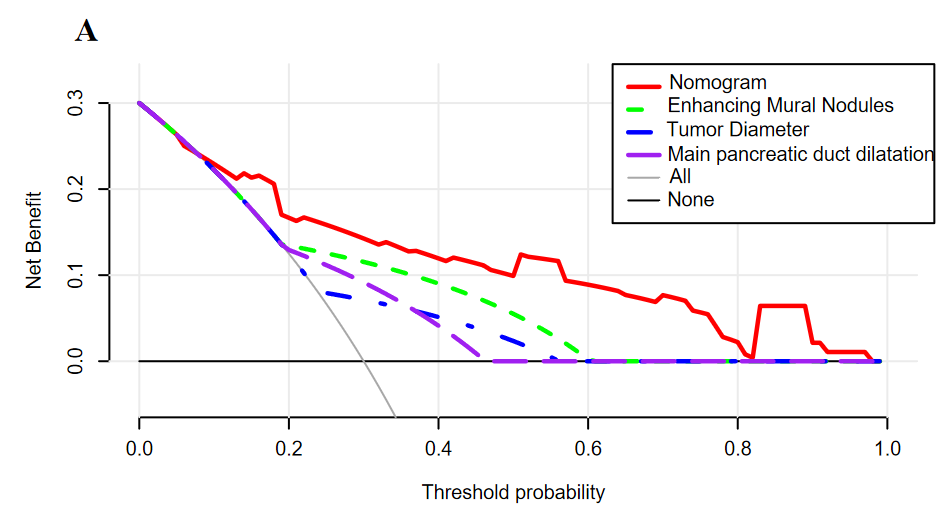 A
Nomogram
Enhancing Mural Nodules
Tumor Diameter
Main pancreatic duct dilatation
All
None
Net Benefit
0.3
0.2
0.1
0.0
0.0 0.2 0.4 0.6 0.8 1.0
Threshold probability